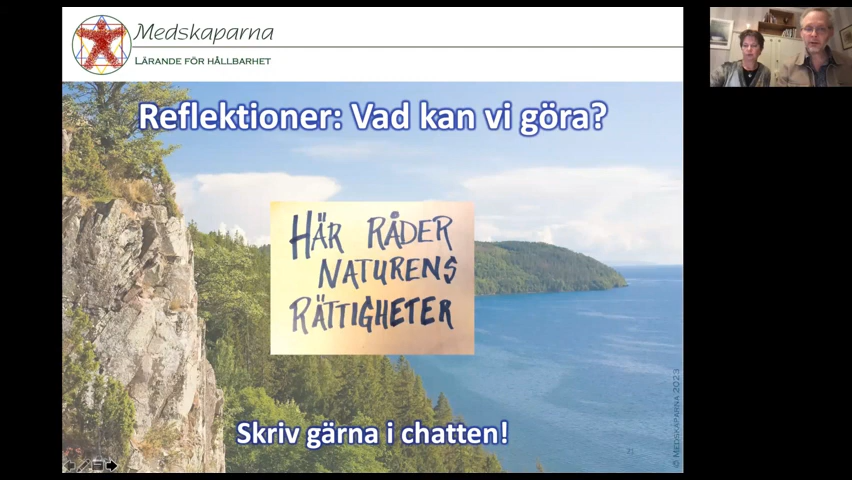 Medskaparna
LÄRANDE FÖR HÅLLBARHET
Reflektioner: Vad kan vi göra?
HÄR RÅDER
NATURENS
RÄTTIGHETER
Skriv gärna i chatten!
© MEDSKAPARNA 2023